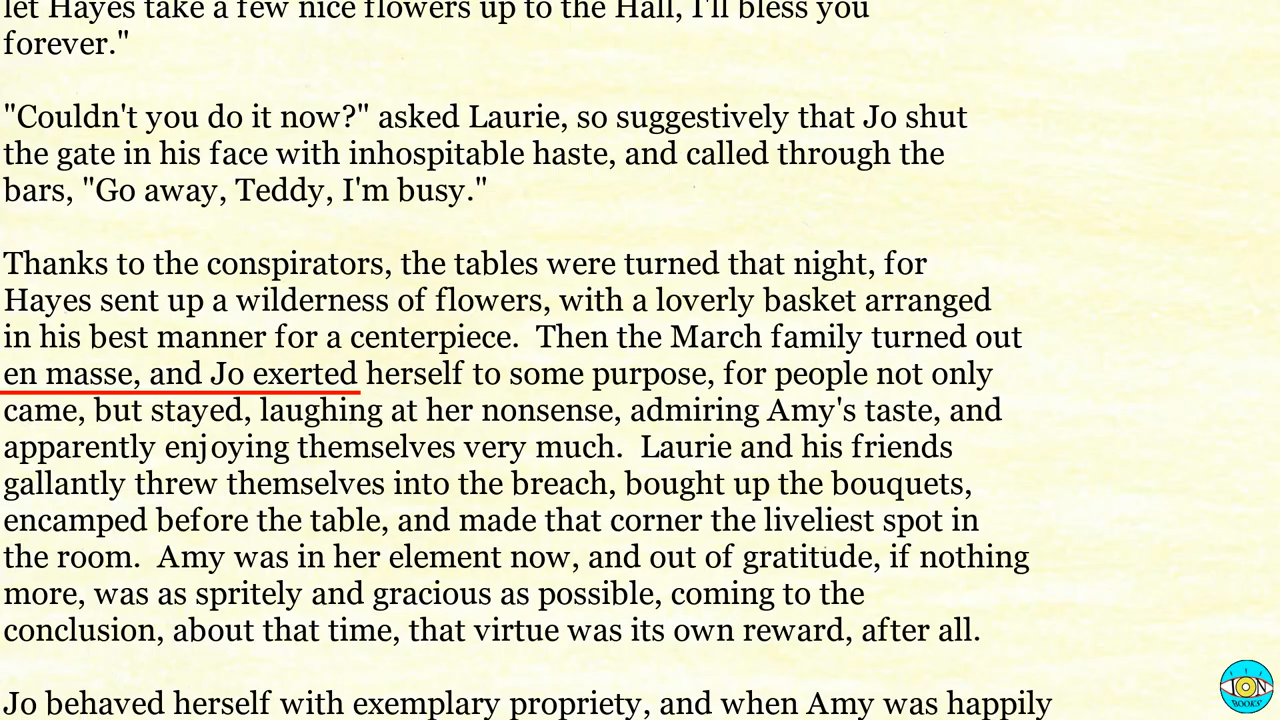 let Hayes take a few nice flowers up to the Hall, I'll bless you
forever."
"Couldn't you do it now?" asked Laurie, so suggestively that Jo shut
the gate in his face with inhospitable haste, and called through the
bars, "Go away, Teddy, I'm busy."
Thanks to the conspirators, the tables were turned that night, for
Hayes sent up a wilderness of flowers, with a loverly basket arranged
in his best manner for a centerpiece.  Then the March family turned out
en masse, and Jo exerted herself to some purpose, for people not only
came, but stayed, laughing at her nonsense, admiring Amy's taste, and
apparently enjoying themselves very much.  Laurie and his friends
gallantly threw themselves into the breach, bought up the bouquets,
encamped before the table, and made that corner the liveliest spot in
the room.  Amy was in her element now, and out of gratitude, if nothing
more, was as spritely and gracious as possible, coming to the
conclusion, about that time, that virtue was its own reward, after all.
Jo behaved herself with exemplary propriety, and when Amy was happily
ION
BOOKS